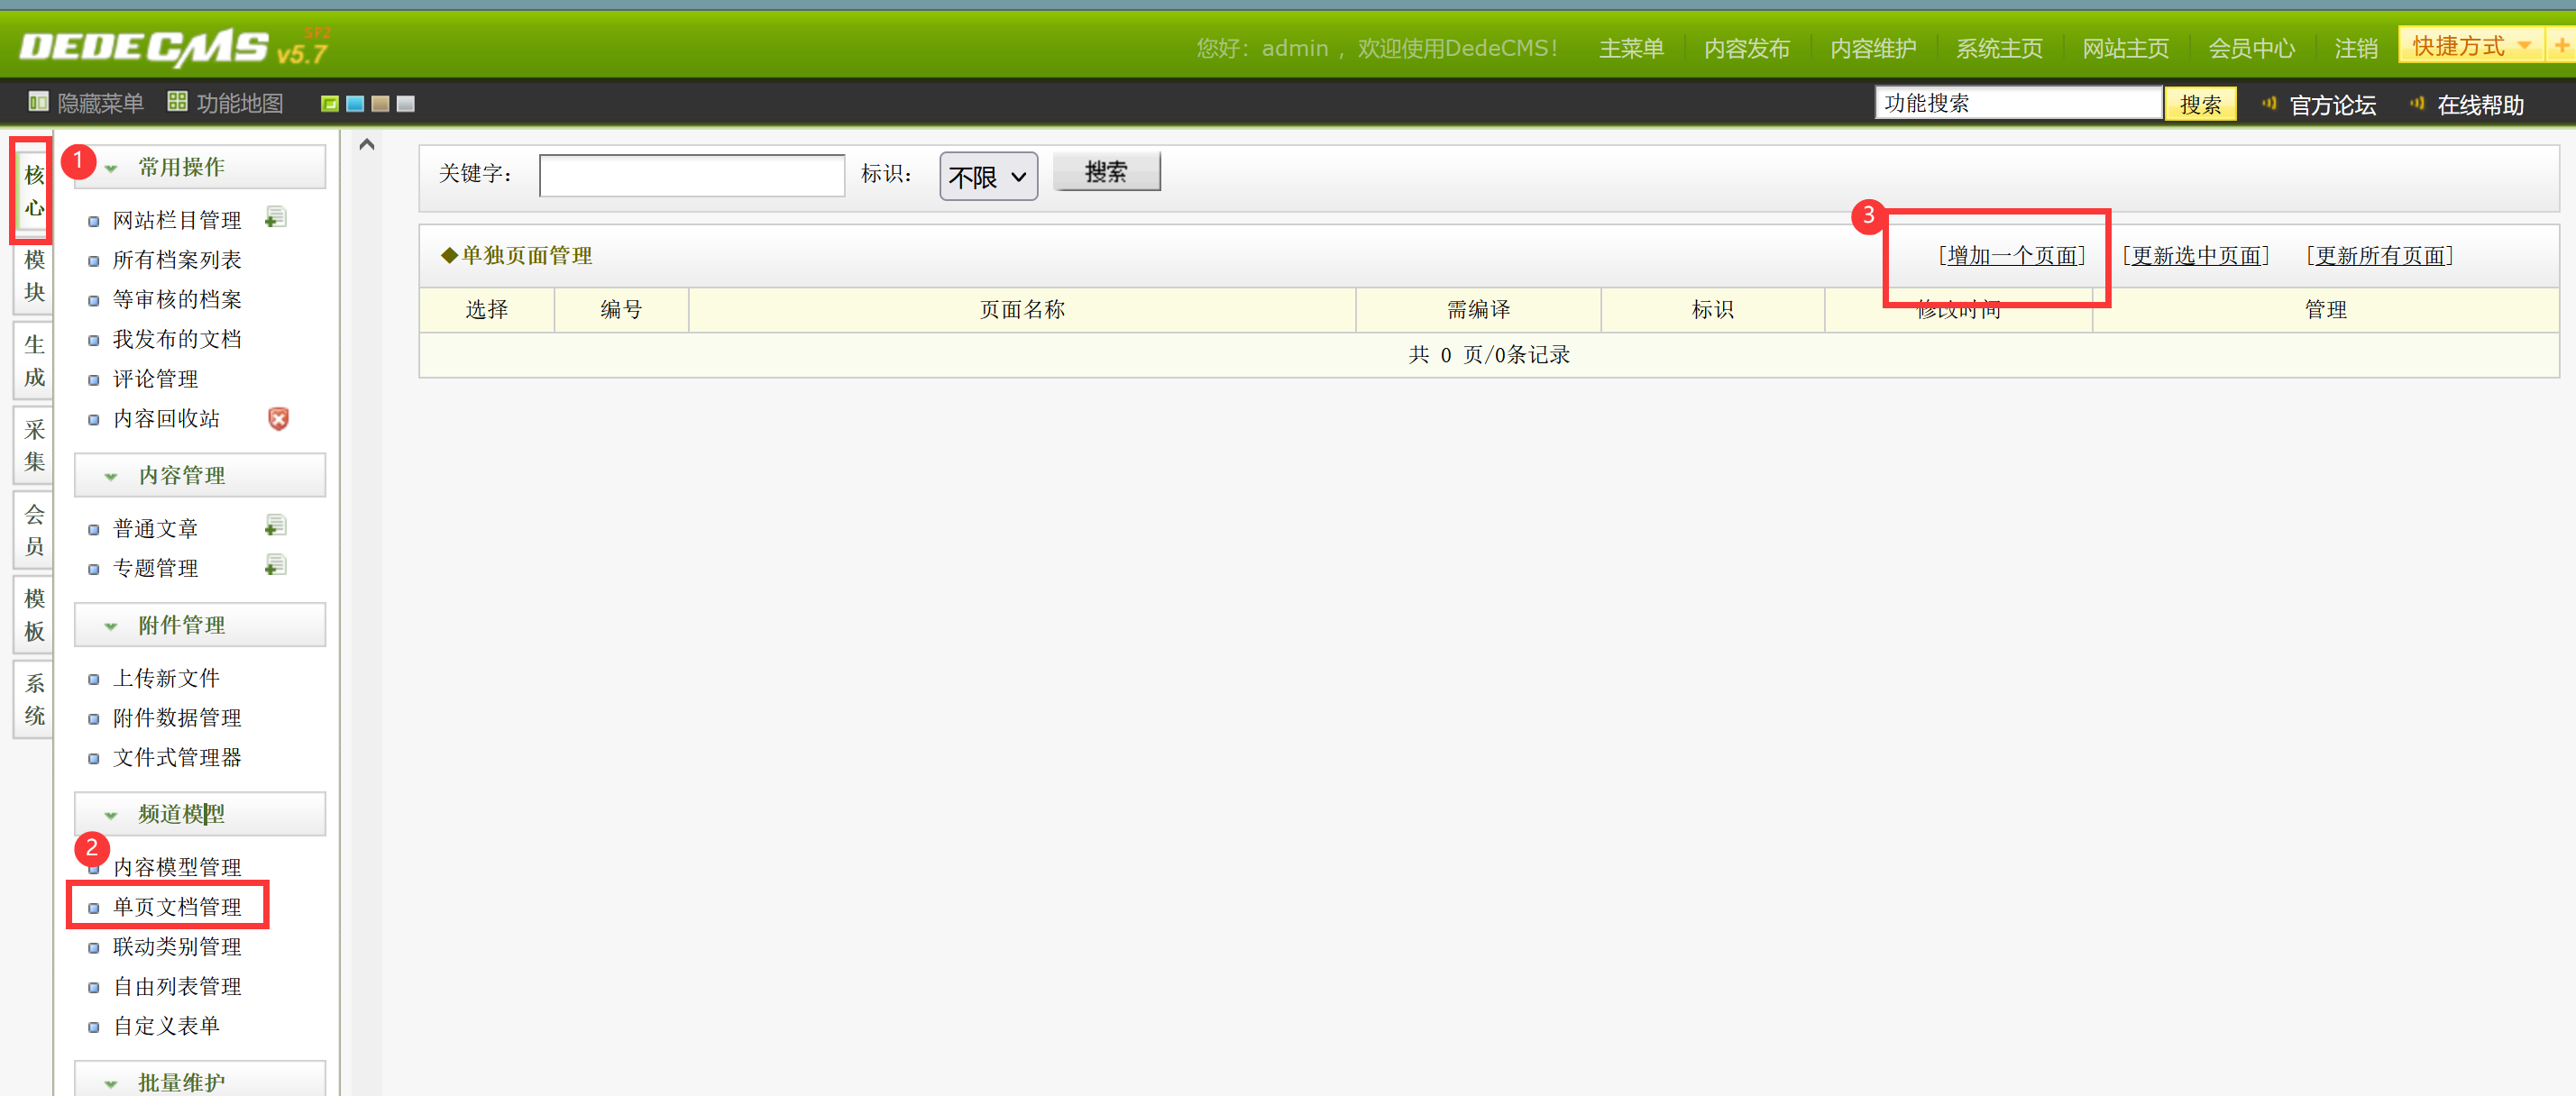 DEDECMS v5.7 SP2
您好：admin ，欢迎使用DedeCMS！ 主菜单 内容发布 内容维护 系统主页 网站主页 会员中心 注销 快捷方式 +
隐藏菜单 功能地图 功能搜索 搜索 官方论坛 在线帮助
核心
模块
生成
采集
会员
模板
系统
1
常用操作
网站栏目管理
所有档案列表
等审核的档案
我发布的文档
评论管理
内容回收站
内容管理
普通文章
专题管理
附件管理
上传新文件
附件数据管理
文件式管理器
频道模型
2
内容模型管理
单页文档管理
联动类别管理
自由列表管理
自定义表单
批量维护
关键字： 标识： 不限 搜索
3
◆单独页面管理 [增加一个页面] [更新选中页面] [更新所有页面]
选择 编号 页面名称 需编译 标识 修改时间 管理
共 0 页/0条记录